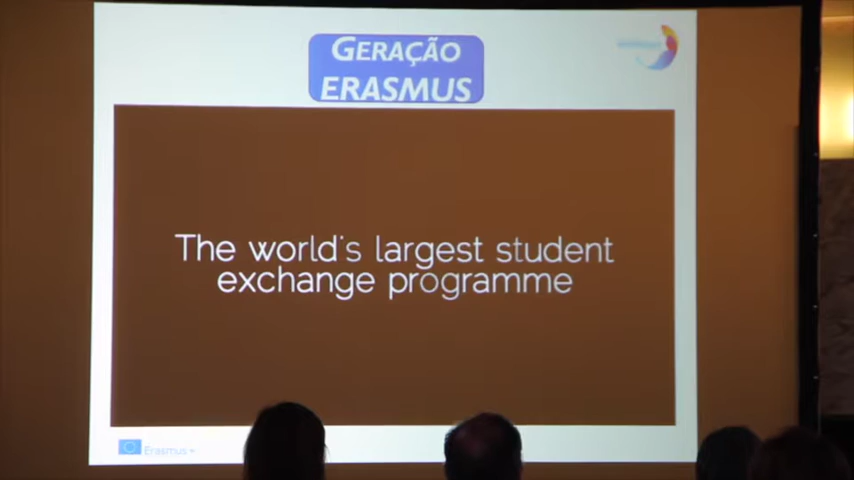 GERAÇÃO
ERASMUS
The world's largest student
exchange programme
Erasmus +